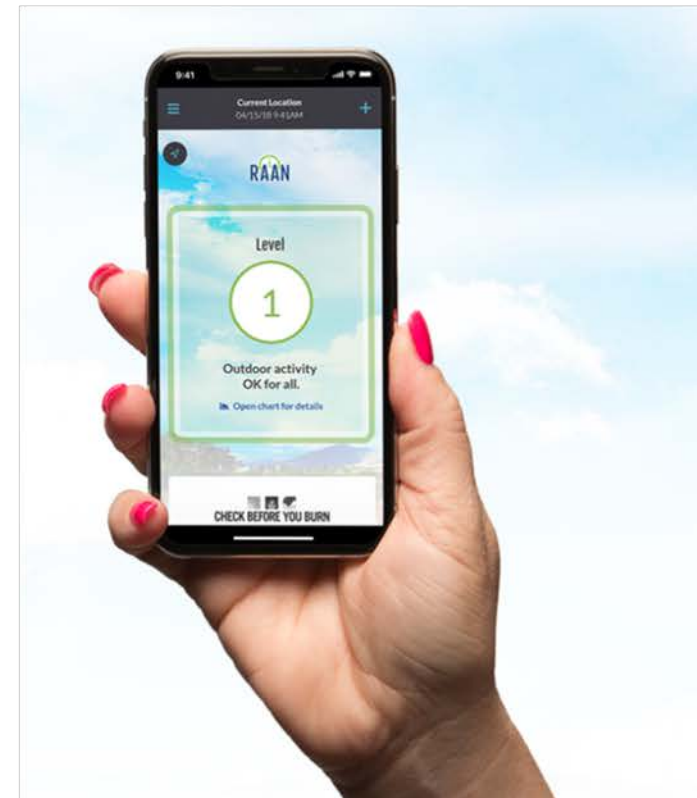 9:41
Current Location
04/15/18 9:41AM
RAAN
Level
1
Outdoor activity
OK for all.
Open chart for details
CHECK BEFORE YOU BURN